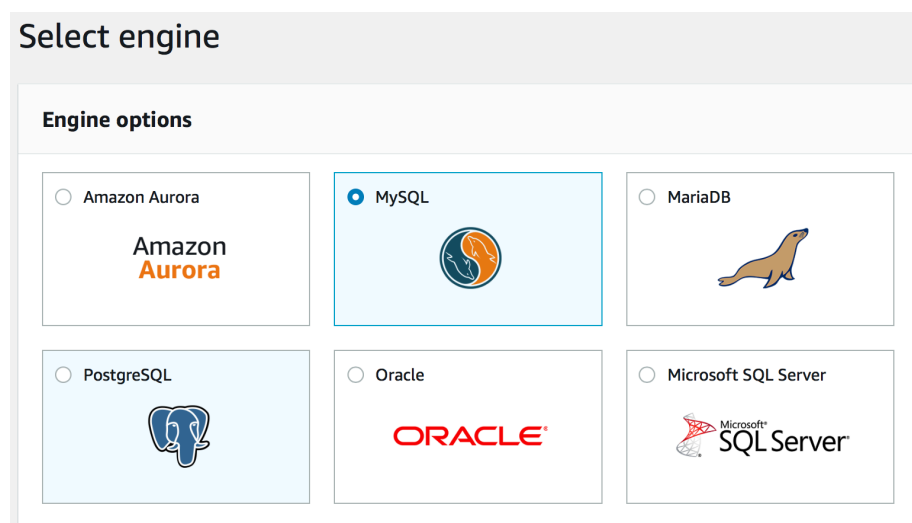 Select engine
Engine options
Amazon Aurora
Amazon
Aurora
MySQL
MariaDB
PostgreSQL
Oracle
ORACLE®
Microsoft SQL Server
Microsoft®
SQL Server®